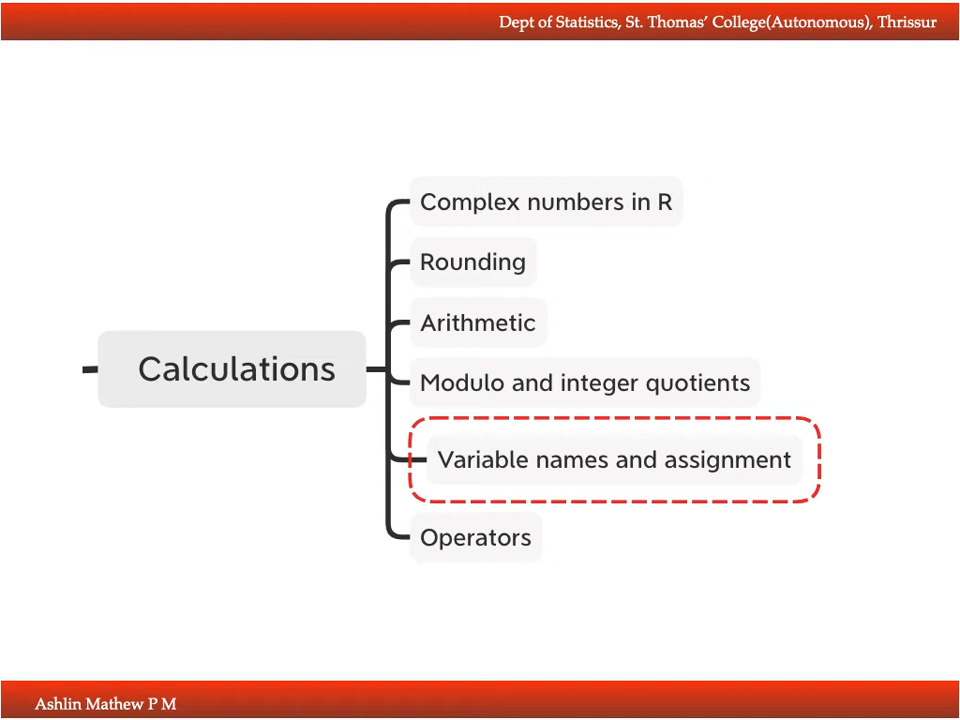 Dept of Statistics, St. Thomas’ College(Autonomous), Thrissur
Complex numbers in R
Rounding
Arithmetic
Calculations
Modulo and integer quotients
Variable names and assignment
Operators
Ashlin Mathew P M